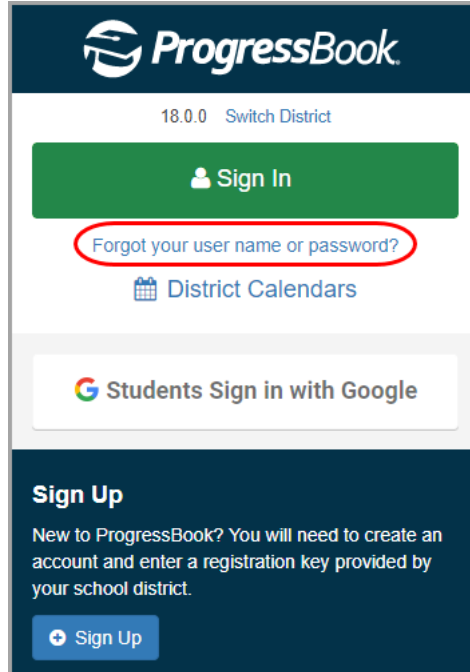 ProgressBook
18.0.0 Switch District
Sign In
Forgot your user name or password?
District Calendars
Students Sign in with Google
Sign Up
New to ProgressBook? You will need to create an
account and enter a registration key provided by
your school district.
Sign Up